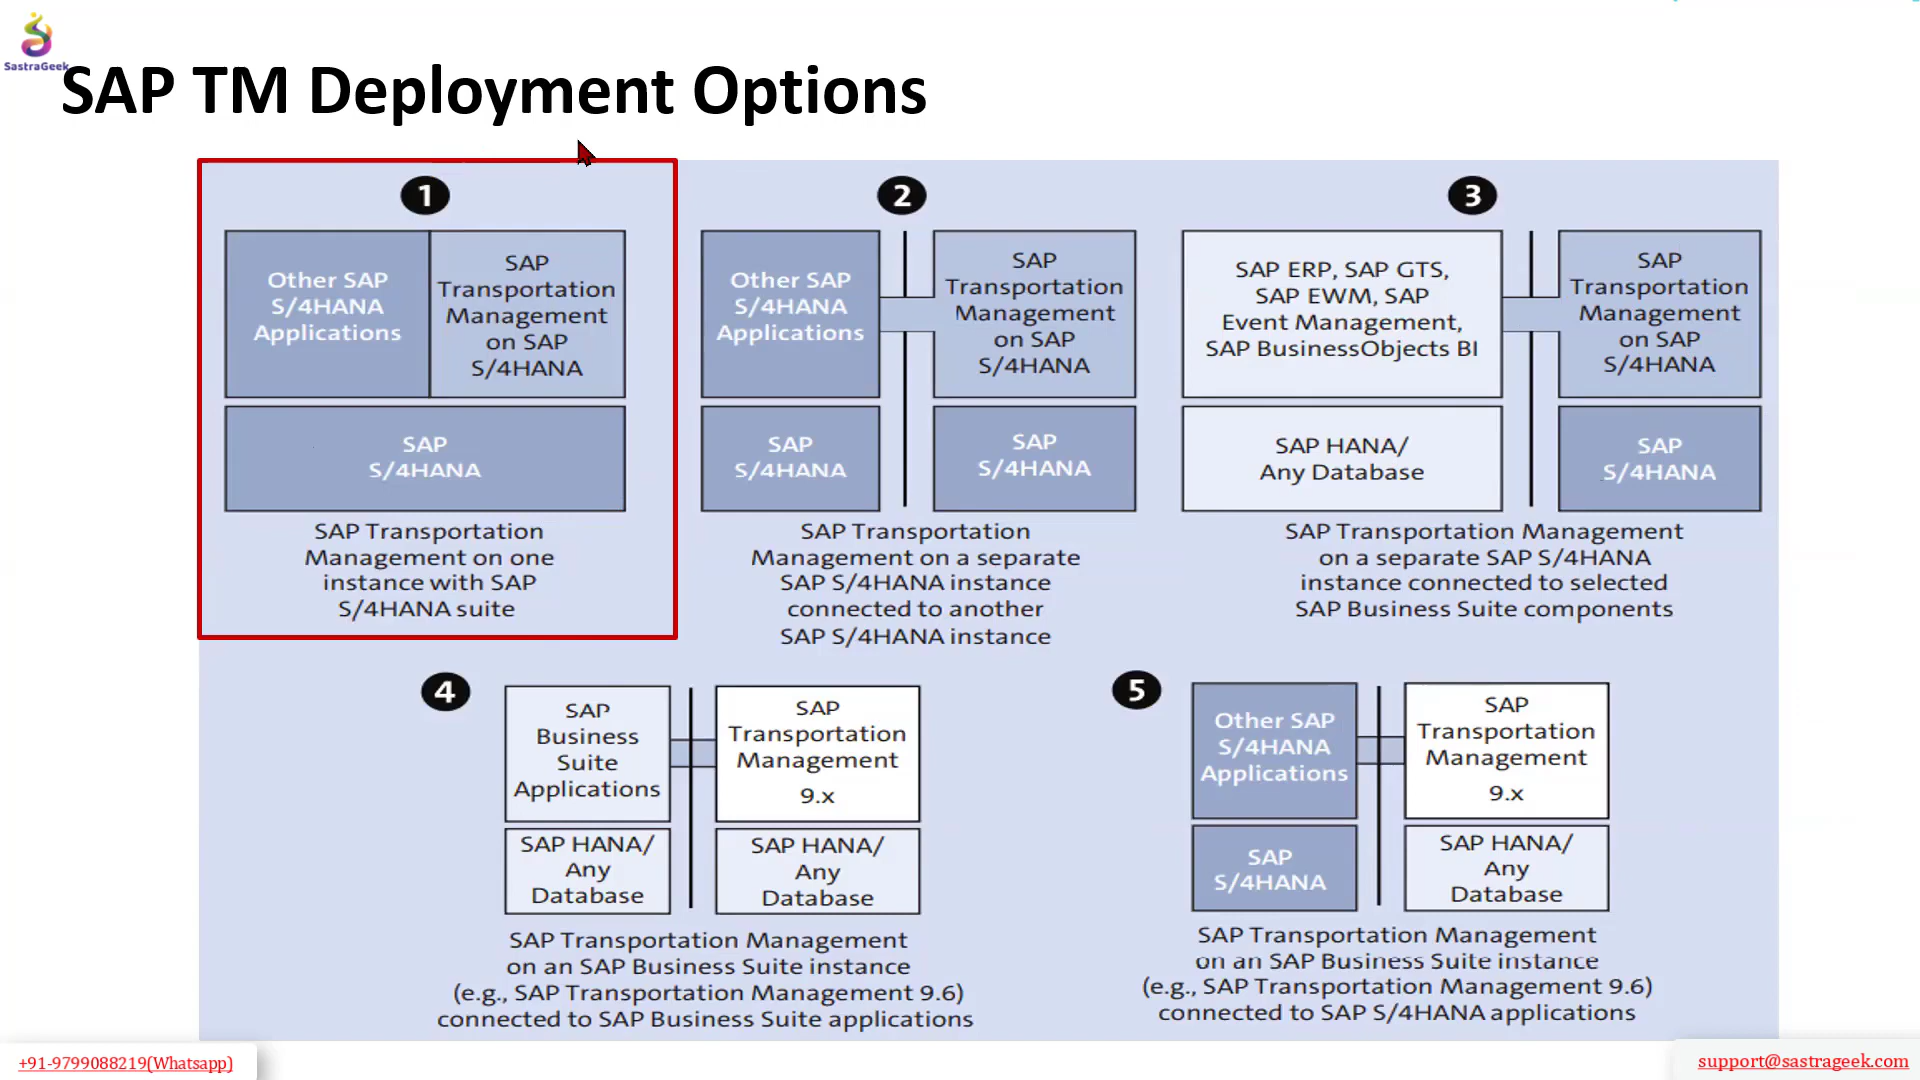 SastraGeek
SAP TM Deployment Options
1
Other SAP
S/4HANA
Applications
SAP
Transportation
Management
on SAP
S/4HANA
SAP
S/4HANA
SAP Transportation
Management on one
instance with SAP
S/4HANA suite
2
Other SAP
S/4HANA
Applications
SAP
Transportation
Management
on SAP
S/4HANA
SAP
S/4HANA
SAP
S/4HANA
SAP Transportation
Management on a separate
SAP S/4HANA instance
connected to another
SAP S/4HANA instance
3
SAP ERP, SAP GTS,
SAP EWM, SAP
Event Management,
SAP BusinessObjects BI
SAP
Transportation
Management
on SAP
S/4HANA
SAP HANA/
Any Database
SAP
S/4HANA
SAP Transportation Management
on a separate SAP S/4HANA
instance connected to selected
SAP Business Suite components
4
SAP
Business
Suite
Applications
SAP
Transportation
Management
9.x
SAP HANA/
Any
Database
SAP HANA/
Any
Database
SAP Transportation Management
on an SAP Business Suite instance
(e.g., SAP Transportation Management 9.6)
connected to SAP Business Suite applications
5
Other SAP
S/4HANA
Applications
SAP
Transportation
Management
9.x
SAP
S/4HANA
SAP HANA/
Any
Database
SAP Transportation Management
on an SAP Business Suite instance
(e.g., SAP Transportation Management 9.6)
connected to SAP S/4HANA applications
+91-9799088219(Whatsapp)
support@sastrageek.com